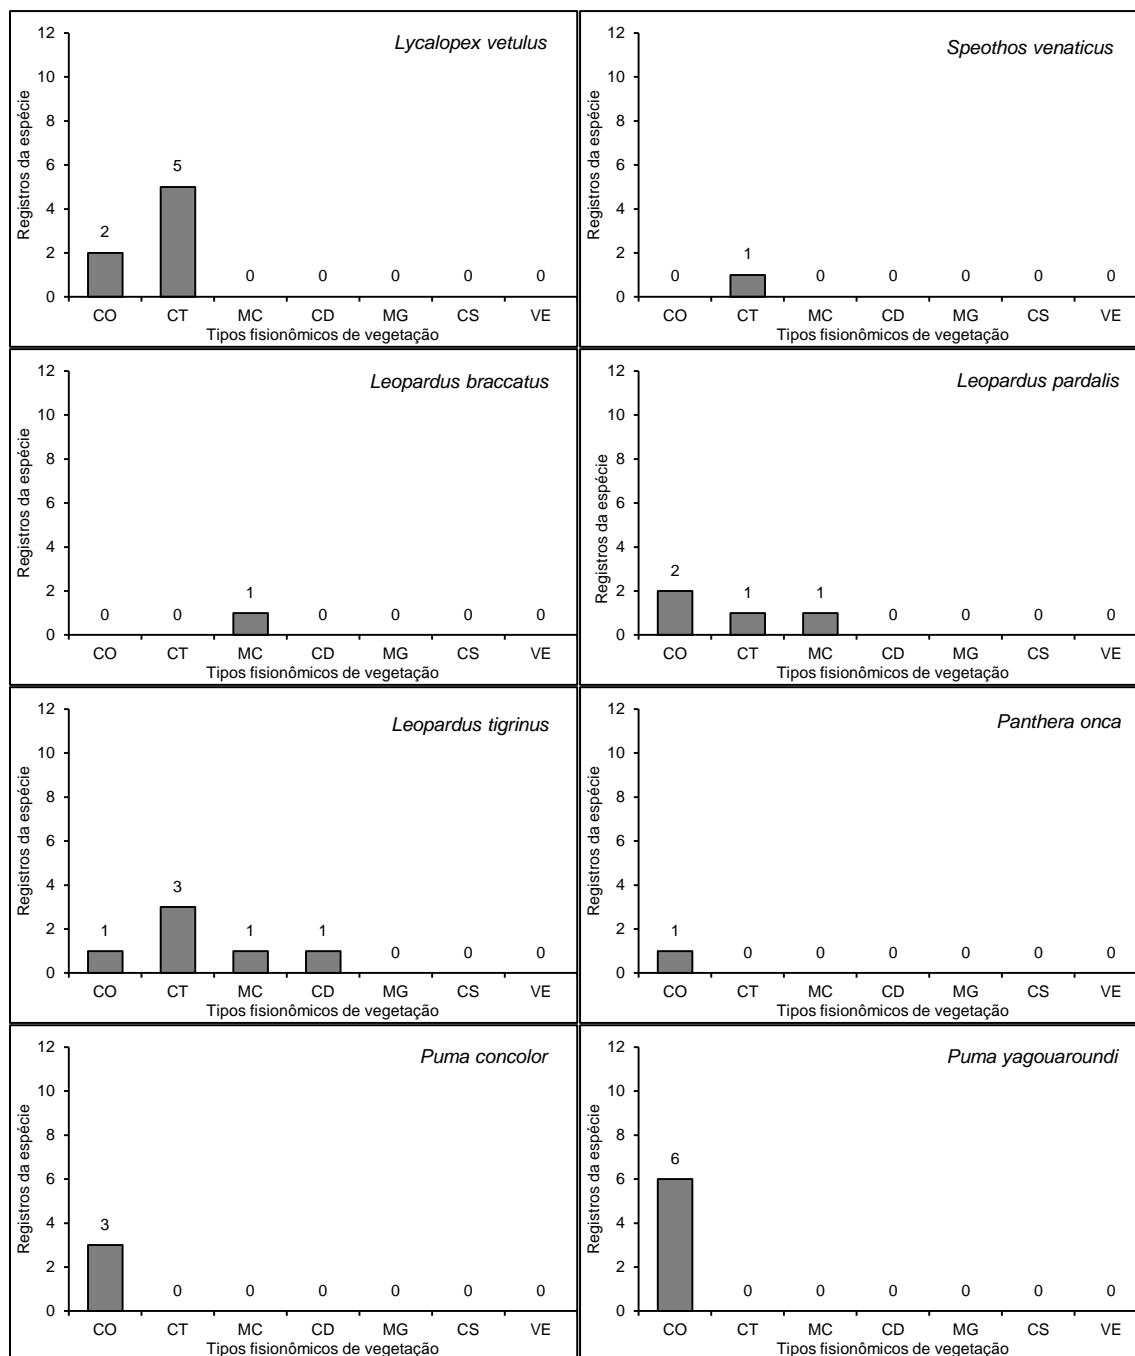 Lycalopex vetulus
Registros da espécie
12
10
8
6
4
2
0
2 5 0 0 0 0 0
CO CT MC CD MG CS VE
Tipos fisionômicos de vegetação
Speothos venaticus
Registros da espécie
12
10
8
6
4
2
0
0 1 0 0 0 0 0
CO CT MC CD MG CS VE
Tipos fisionômicos de vegetação
Leopardus braccatus
Registros da espécie
12
10
8
6
4
2
0
0 0 1 0 0 0 0
CO CT MC CD MG CS VE
Tipos fisionômicos de vegetação
Leopardus pardalis
Registros da espécie
12
10
8
6
4
2
0
2 1 1 0 0 0 0
CO CT MC CD MG CS VE
Tipos fisionômicos de vegetação
Leopardus tigrinus
Registros da espécie
12
10
8
6
4
2
0
1 3 1 1 0 0 0
CO CT MC CD MG CS VE
Tipos fisionômicos de vegetação
Panthera onca
Registros da espécie
12
10
8
6
4
2
0
1 0 0 0 0 0 0
CO CT MC CD MG CS VE
Tipos fisionômicos de vegetação
Puma concolor
Registros da espécie
12
10
8
6
4
2
0
3 0 0 0 0 0 0
CO CT MC CD MG CS VE
Tipos fisionômicos de vegetação
Puma yagouaroundi
Registros da espécie
12
10
8
6
4
2
0
6 0 0 0 0 0 0
CO CT MC CD MG CS VE
Tipos fisionômicos de vegetação